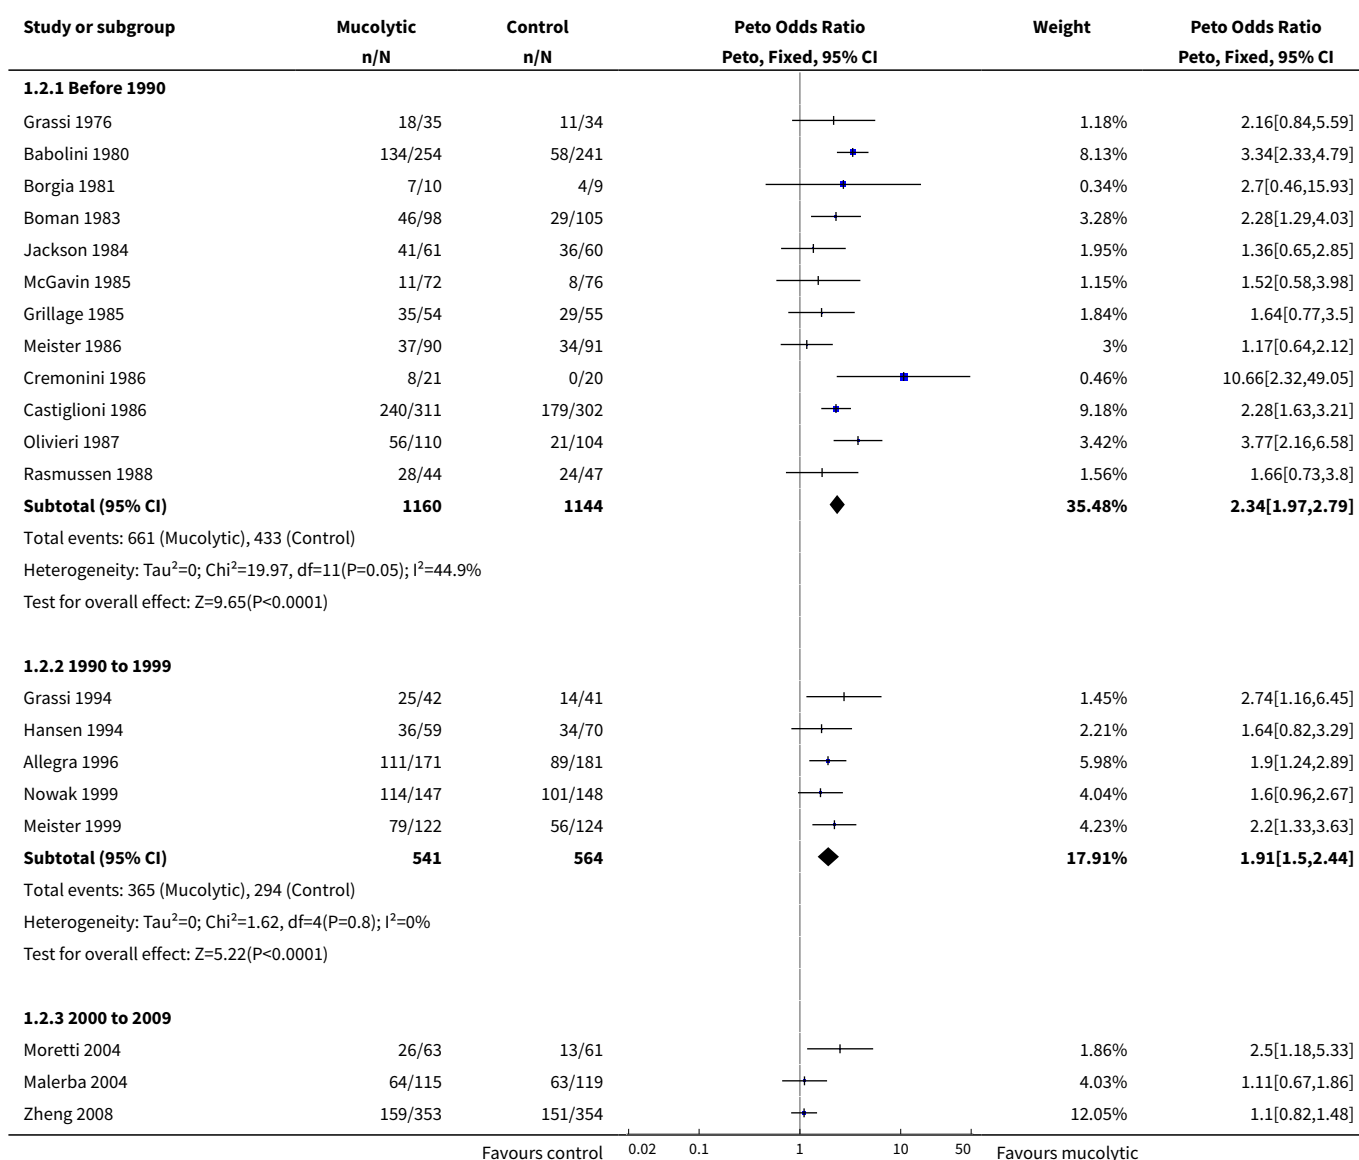 Study or subgroup Mucolytic Control Peto Odds Ratio Weight Peto Odds Ratio
n/N n/N Peto, Fixed, 95% CI Peto, Fixed, 95% CI
1.2.1 Before 1990
Grassi 1976 18/35 11/34 1.18% 2.16[0.84,5.59]
Babolini 1980 134/254 58/241 8.13% 3.34[2.33,4.79]
Borgia 1981 7/10 4/9 0.34% 2.7[0.46,15.93]
Boman 1983 46/98 29/105 3.28% 2.28[1.29,4.03]
Jackson 1984 41/61 36/60 1.95% 1.36[0.65,2.85]
McGavin 1985 11/72 8/76 1.15% 1.52[0.58,3.98]
Grillage 1985 35/54 29/55 1.84% 1.64[0.77,3.5]
Meister 1986 37/90 34/91 3% 1.17[0.64,2.12]
Cremonini 1986 8/21 0/20 0.46% 10.66[2.32,49.05]
Castiglioni 1986 240/311 179/302 9.18% 2.28[1.63,3.21]
Olivieri 1987 56/110 21/104 3.42% 3.77[2.16,6.58]
Rasmussen 1988 28/44 24/47 1.56% 1.66[0.73,3.8]
Subtotal (95% CI) 1160 1144 35.48% 2.34[1.97,2.79]
Total events: 661 (Mucolytic), 433 (Control)
Heterogeneity: Tau²=0; Chi²=19.97, df=11(P=0.05); I²=44.9%
Test for overall effect: Z=9.65(P<0.0001)
1.2.2 1990 to 1999
Grassi 1994 25/42 14/41 1.45% 2.74[1.16,6.45]
Hansen 1994 36/59 34/70 2.21% 1.64[0.82,3.29]
Allegra 1996 111/171 89/181 5.98% 1.9[1.24,2.89]
Nowak 1999 114/147 101/148 4.04% 1.6[0.96,2.67]
Meister 1999 79/122 56/124 4.23% 2.2[1.33,3.63]
Subtotal (95% CI) 541 564 17.91% 1.91[1.5,2.44]
Total events: 365 (Mucolytic), 294 (Control)
Heterogeneity: Tau²=0; Chi²=1.62, df=4(P=0.8); I²=0%
Test for overall effect: Z=5.22(P<0.0001)
1.2.3 2000 to 2009
Moretti 2004 26/63 13/61 1.86% 2.5[1.18,5.33]
Malerba 2004 64/115 63/119 4.03% 1.11[0.67,1.86]
Zheng 2008 159/353 151/354 12.05% 1.1[0.82,1.48]
Favours control 0.02 0.1 1 10 50 Favours mucolytic